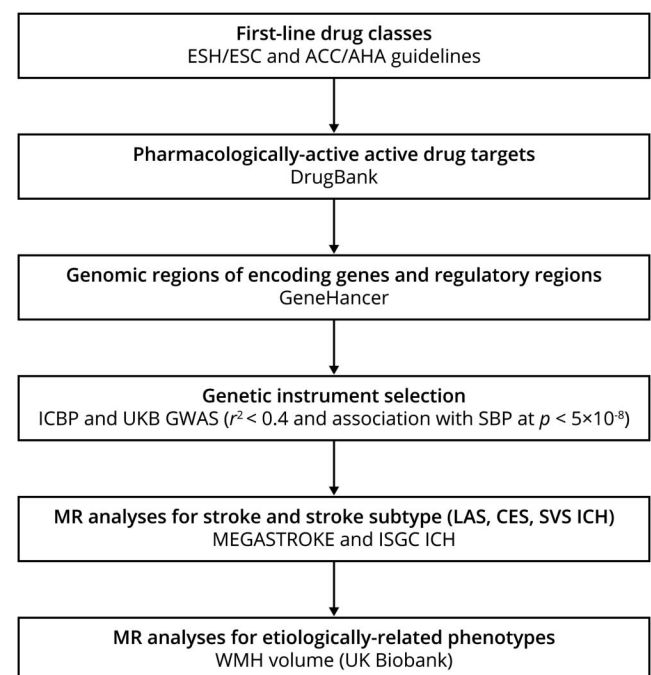 First-line drug classes
ESH/ESC and ACC/AHA guidelines
Pharmacologically-active active drug targets
DrugBank
Genomic regions of encoding genes and regulatory regions
GeneHancer
Genetic instrument selection
ICBP and UKB GWAS (r² < 0.4 and association with SBP at p < 5×10⁻⁸)
MR analyses for stroke and stroke subtype (LAS, CES, SVS ICH)
MEGASTROKE and ISGC ICH
MR analyses for etiologically-related phenotypes
WMH volume (UK Biobank)